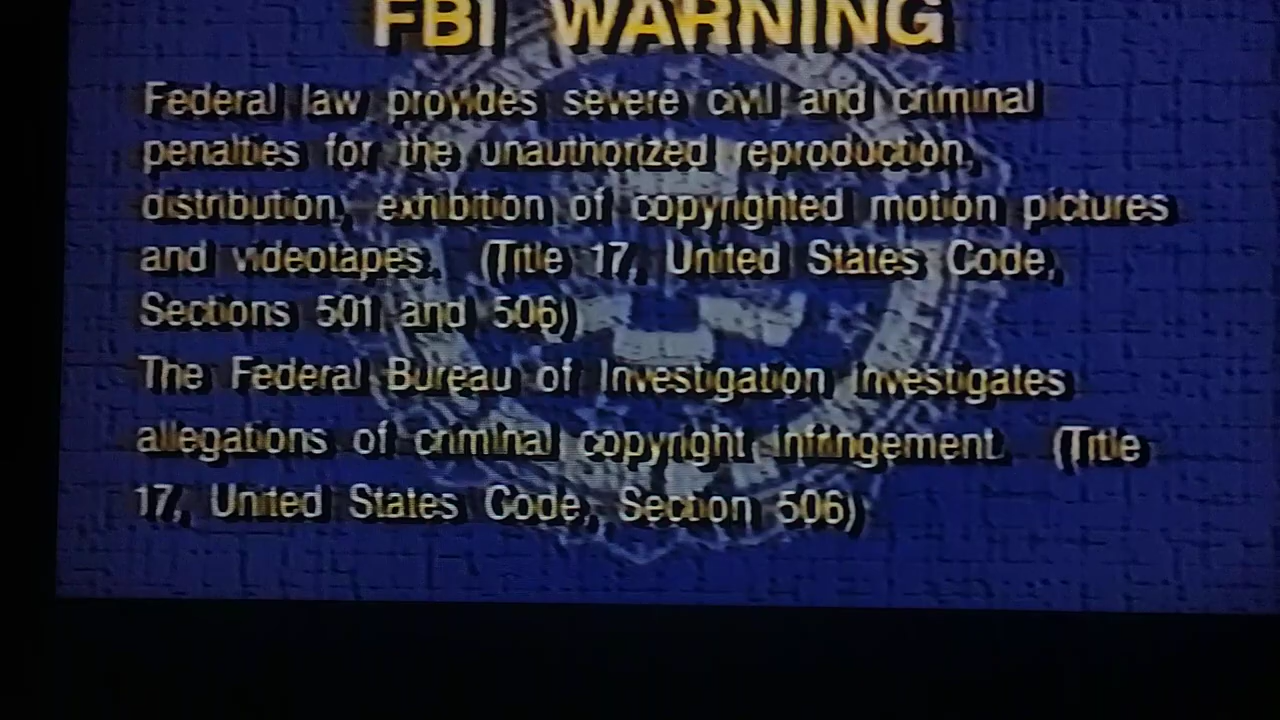 FBI WARNING
Federal law provides severe civil and criminal
penalties for the unauthorized reproduction,
distribution, exhibition of copyrighted motion pictures
and videotapes. (Title 17, United States Code,
Sections 501 and 506)
The Federal Bureau of Investigation investigates
allegations of criminal copyright infringement. (Title
17, United States Code, Section 506)